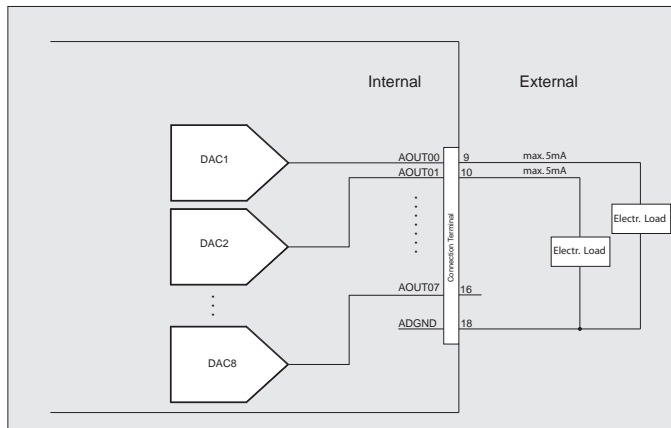 Internal
External
DAC1
AOUT00
9
max.5mA
AOUT01
10
max.5mA
DAC2
Connection Terminal
Electr. Load
Electr. Load
AOUT07
16
ADGND
18
DAC8